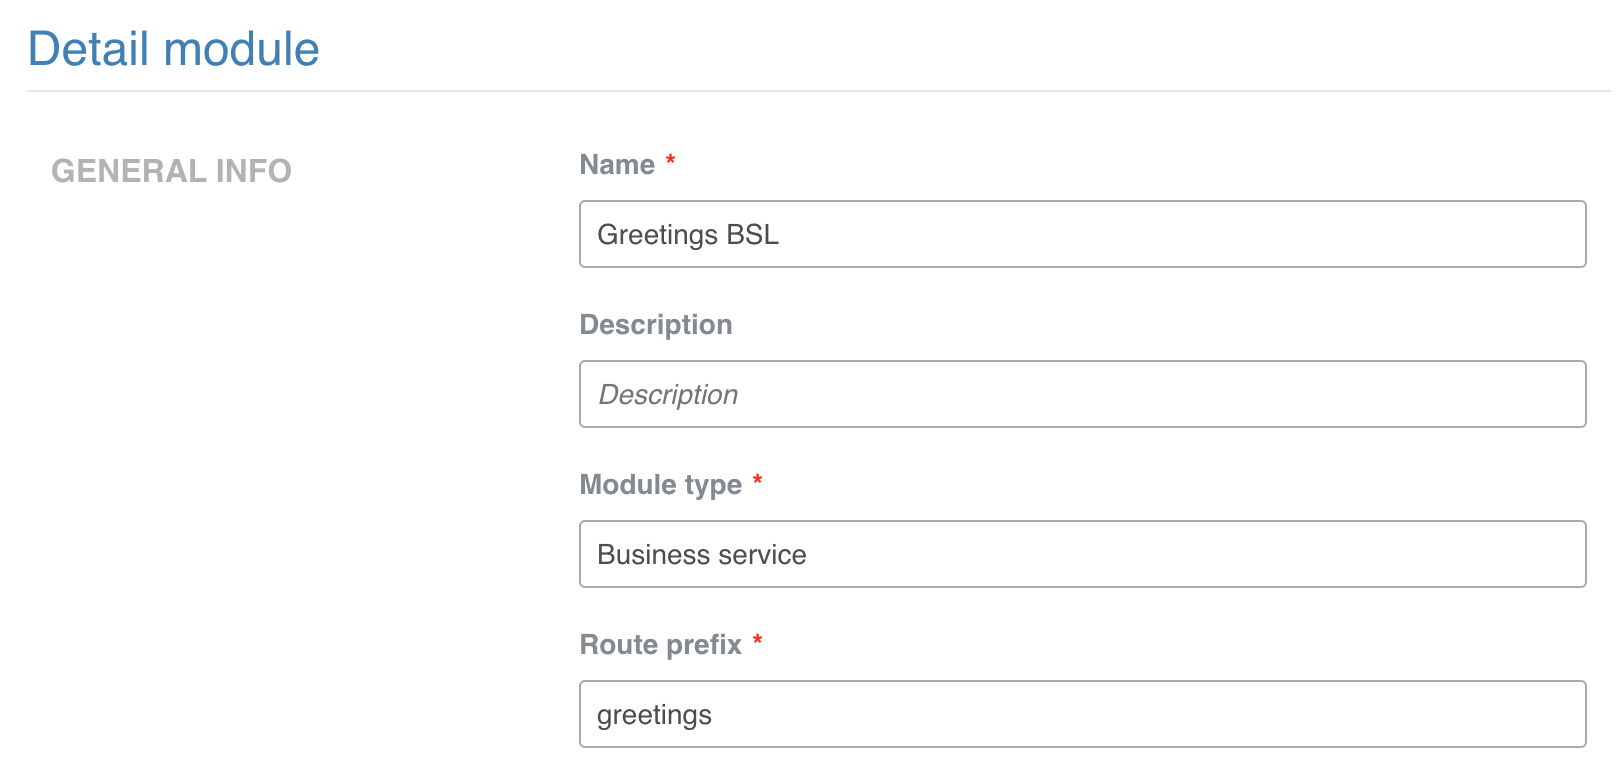 Detail module
GENERAL INFO
Name *
Greetings BSL
Description
Description
Module type *
Business service
Route prefix *
greetings